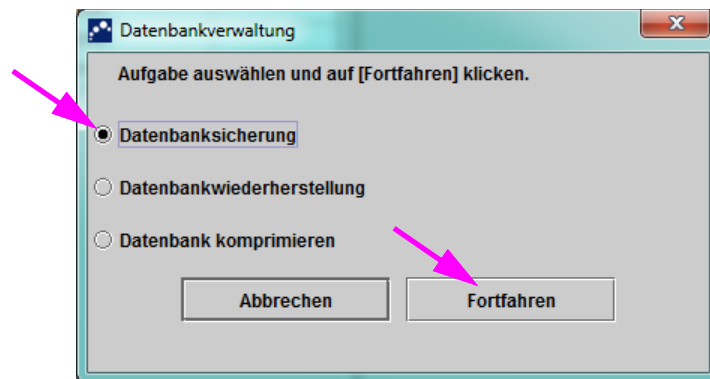 Datenbankverwaltung
Aufgabe auswählen und auf [Fortfahren] klicken.
Datenbanksicherung
Datenbankwiederherstellung
Datenbank komprimieren
Abbrechen Fortfahren